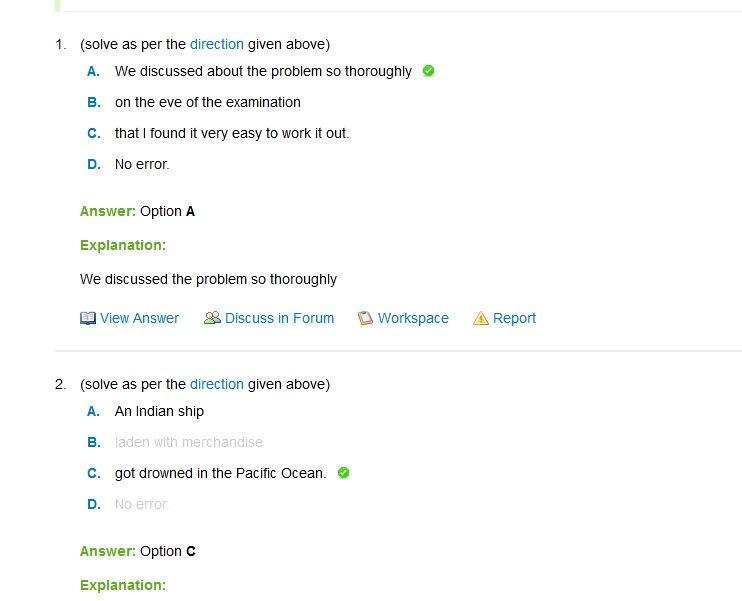 1. (solve as per the direction given above)
A. We discussed about the problem so thoroughly
B. on the eve of the examination
C. that I found it very easy to work it out.
D. No error.
Answer: Option A
Explanation:
We discussed the problem so thoroughly
View Answer Discuss in Forum Workspace Report
2. (solve as per the direction given above)
A. An Indian ship
B. laden with merchandise
C. got drowned in the Pacific Ocean.
D. No error.
Answer: Option C
Explanation: